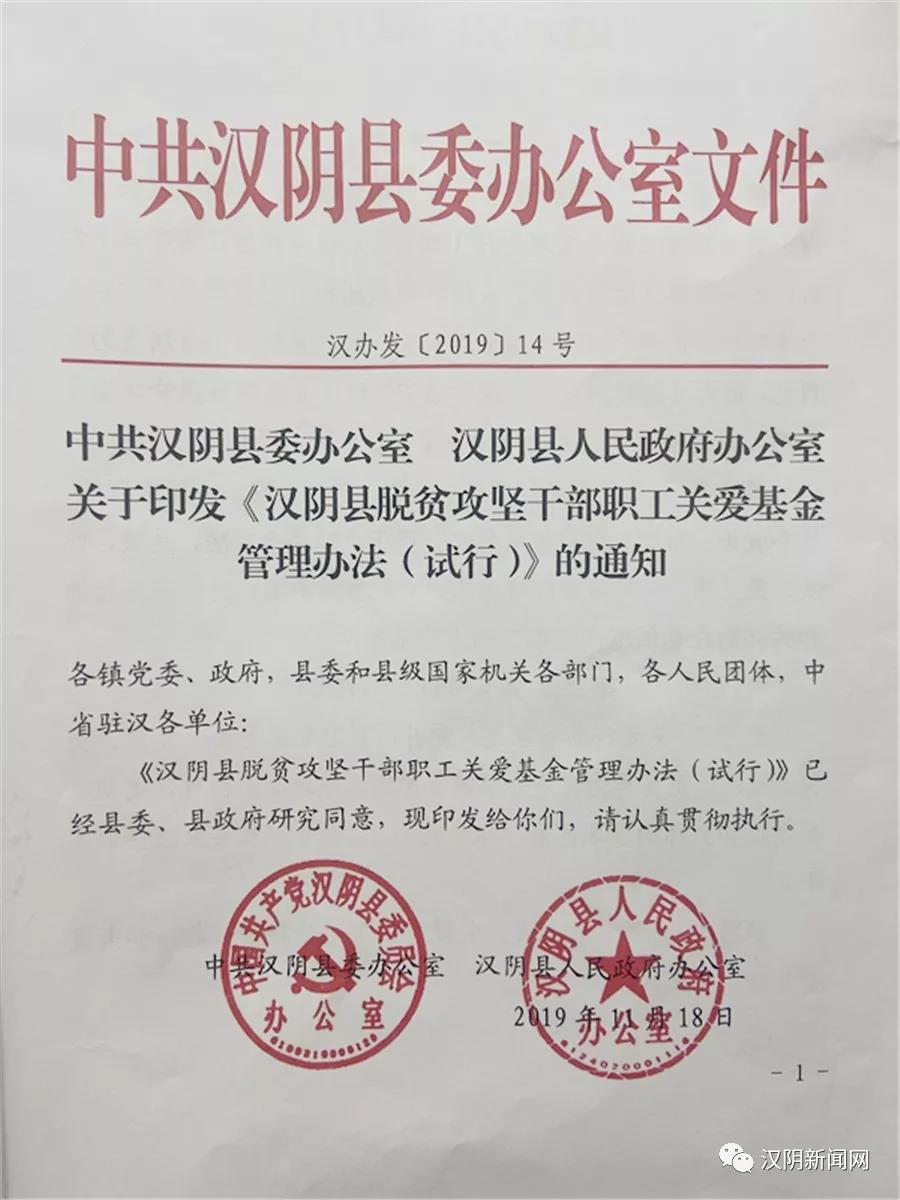 中共汉阴县委办公室文件
汉办发〔2019〕14号
中共汉阴县委办公室　汉阴县人民政府办公室
关于印发《汉阴县脱贫攻坚干部职工关爱基金
管理办法（试行）》的通知
各镇党委、政府，县委和县级国家机关各部门，各人民团体，中
省驻汉各单位：
《汉阴县脱贫攻坚干部职工关爱基金管理办法（试行）》已
经县委、县政府研究同意，现印发给你们，请认真贯彻执行。
中国共产党汉阴县委员会
办公室
汉阴县人民政府
办公室
中共汉阴县委办公室　汉阴县人民政府办公室
2019年11月18日
- 1 -
汉阴新闻网